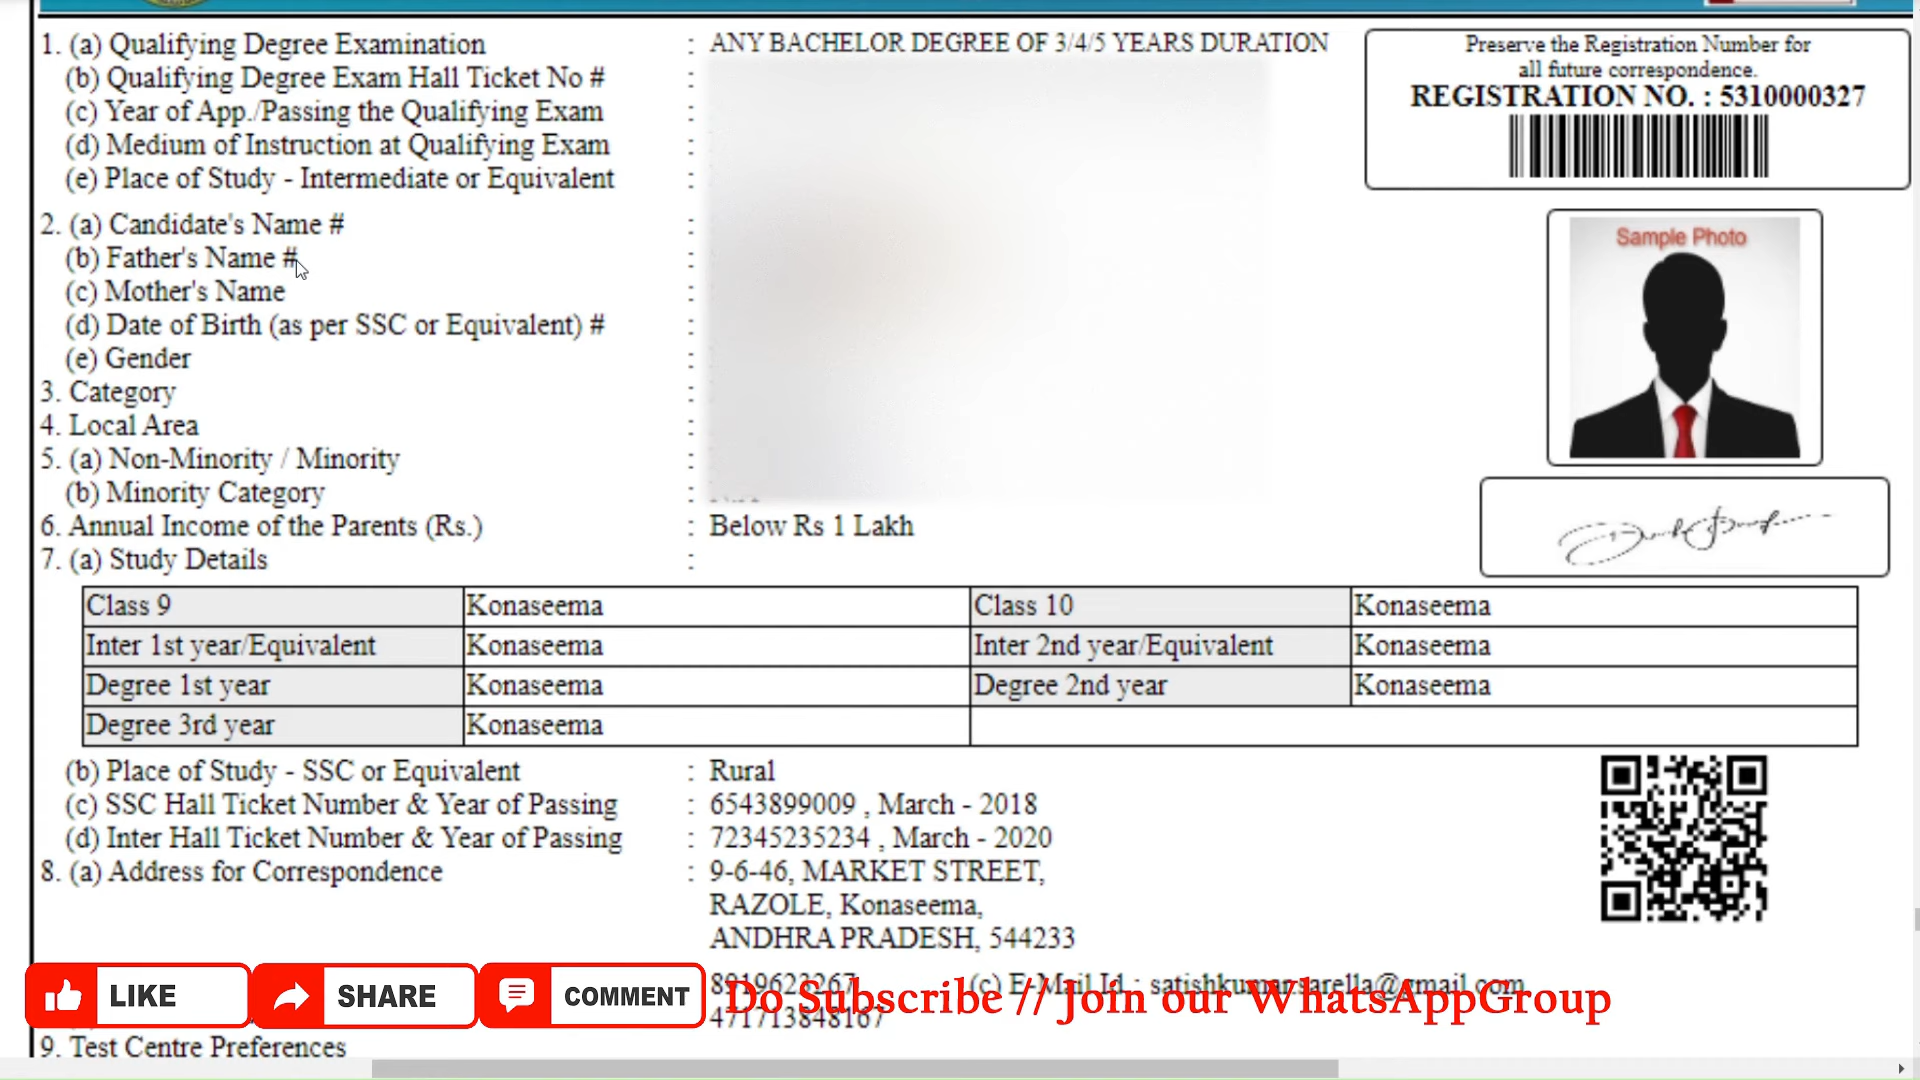 1. (a) Qualifying Degree Examination : ANY BACHELOR DEGREE OF 3/4/5 YEARS DURATION
(b) Qualifying Degree Exam Hall Ticket No # :
(c) Year of App./Passing the Qualifying Exam :
(d) Medium of Instruction at Qualifying Exam :
(e) Place of Study - Intermediate or Equivalent :
Preserve the Registration Number for
all future correspondence.
REGISTRATION NO. : 5310000327
2. (a) Candidate's Name # :
(b) Father's Name # :
(c) Mother's Name :
(d) Date of Birth (as per SSC or Equivalent) # :
(e) Gender :
Sample Photo
3. Category :
4. Local Area :
5. (a) Non-Minority / Minority :
(b) Minority Category :
6. Annual Income of the Parents (Rs.) : Below Rs 1 Lakh
7. (a) Study Details :
Class 9 Konaseema Class 10 Konaseema
Inter 1st year/Equivalent Konaseema Inter 2nd year/Equivalent Konaseema
Degree 1st year Konaseema Degree 2nd year Konaseema
Degree 3rd year Konaseema
(b) Place of Study - SSC or Equivalent : Rural
(c) SSC Hall Ticket Number & Year of Passing : 6543899009 , March - 2018
(d) Inter Hall Ticket Number & Year of Passing : 72345235234 , March - 2020
8. (a) Address for Correspondence : 9-6-46, MARKET STREET,
RAZOLE, Konaseema,
ANDHRA PRADESH, 544233
(c) E-Mail Id :
LIKE SHARE COMMENT Do Subscribe // Join our WhatsAppGroup
9. Test Centre Preferences